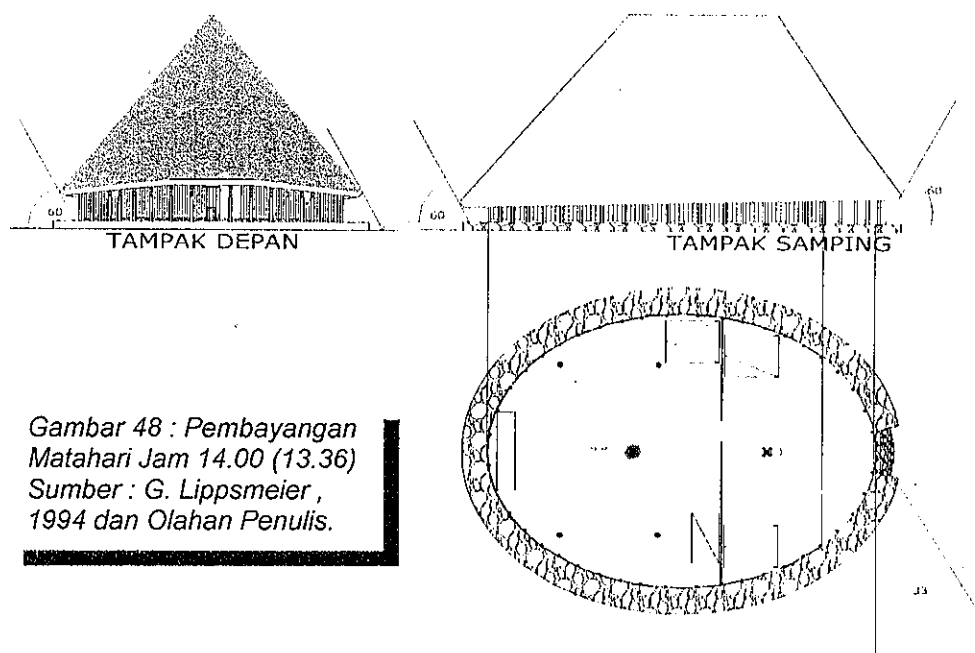 60
TAMPAK DEPAN
60
60
TAMPAK SAMPING
Gambar 48 : Pembayangan
Matahari Jam 14.00 (13.36)
Sumber : G. Lippsmeier ,
1994 dan Olahan Penulis.